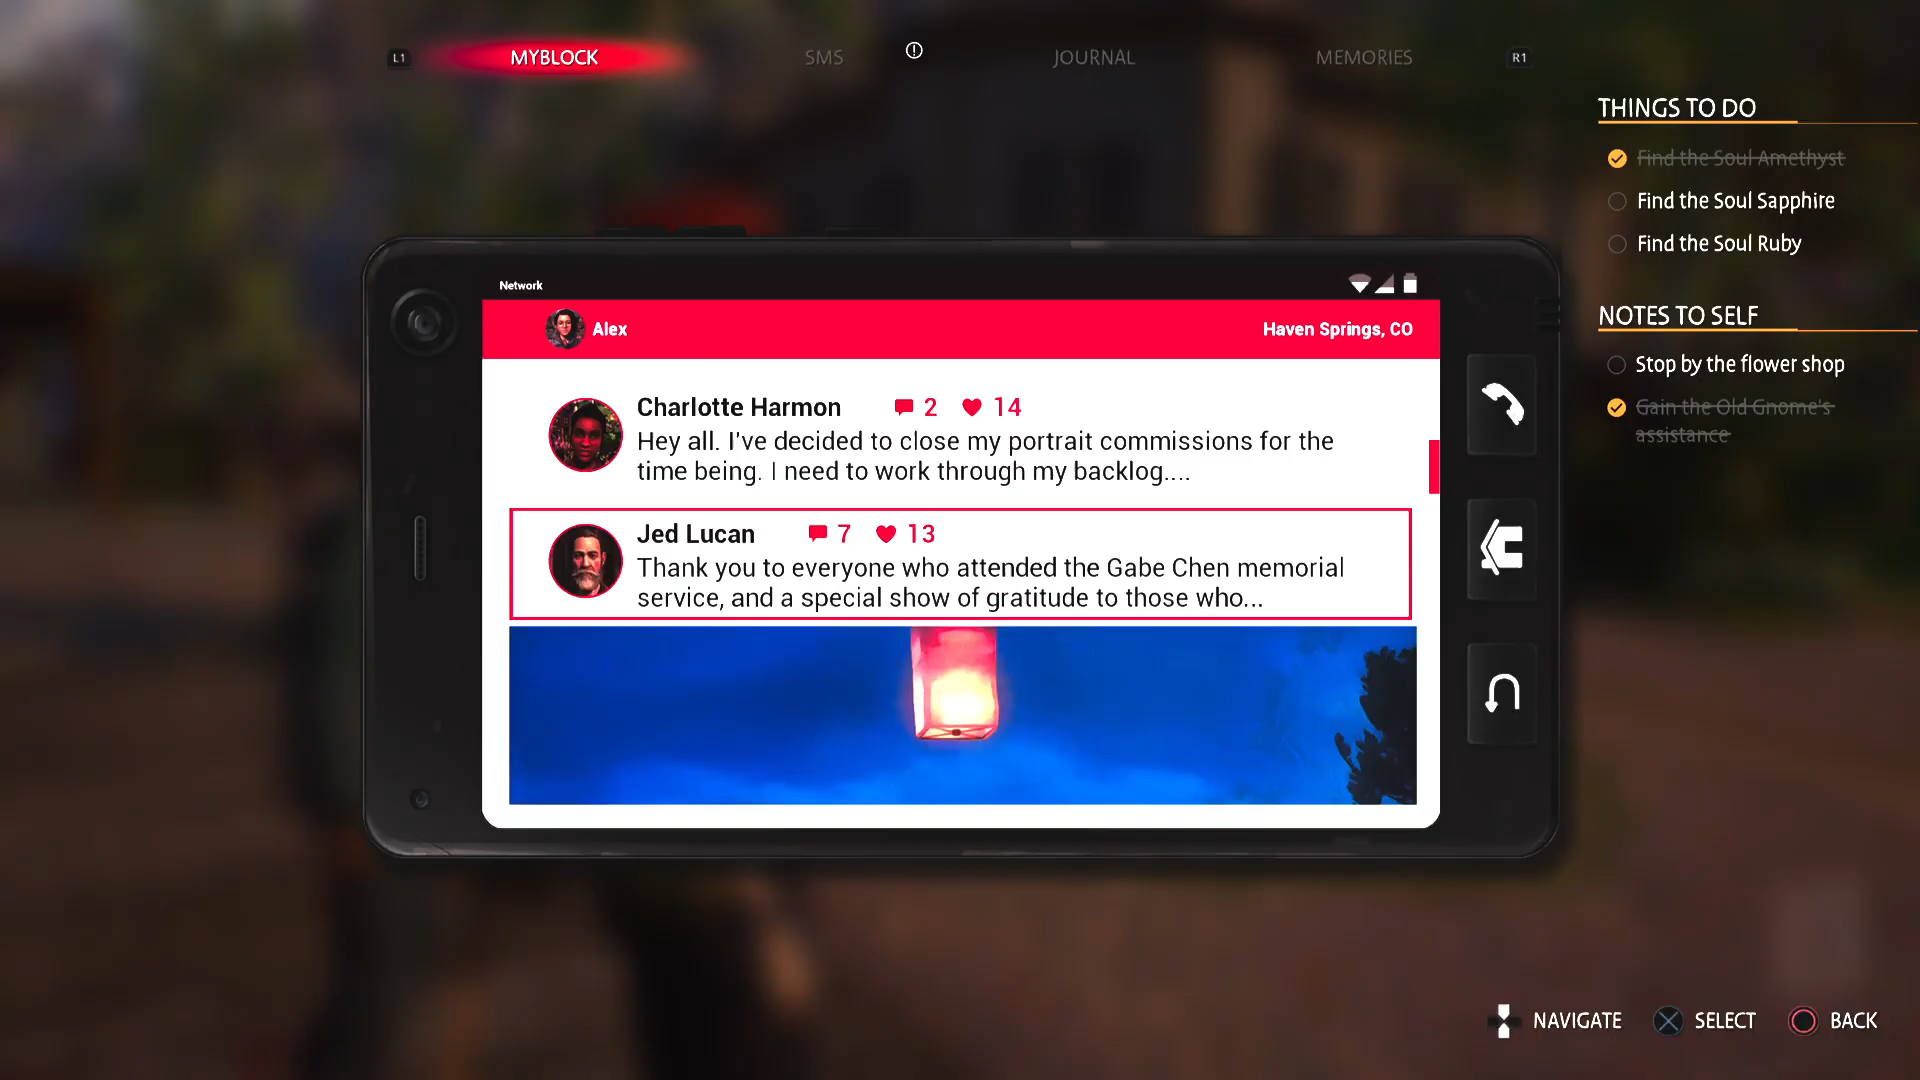 L1
MYBLOCK
SMS
JOURNAL
MEMORIES
R1
THINGS TO DO
Find the Soul Amethyst
Find the Soul Sapphire
Find the Soul Ruby
NOTES TO SELF
Stop by the flower shop
Gain the Old Gnome's
assistance
Network
Alex
Haven Springs, CO
Charlotte Harmon 2 14
Hey all. I've decided to close my portrait commissions for the
time being. I need to work through my backlog....
Jed Lucan 7 13
Thank you to everyone who attended the Gabe Chen memorial
service, and a special show of gratitude to those who...
NAVIGATE
SELECT
BACK